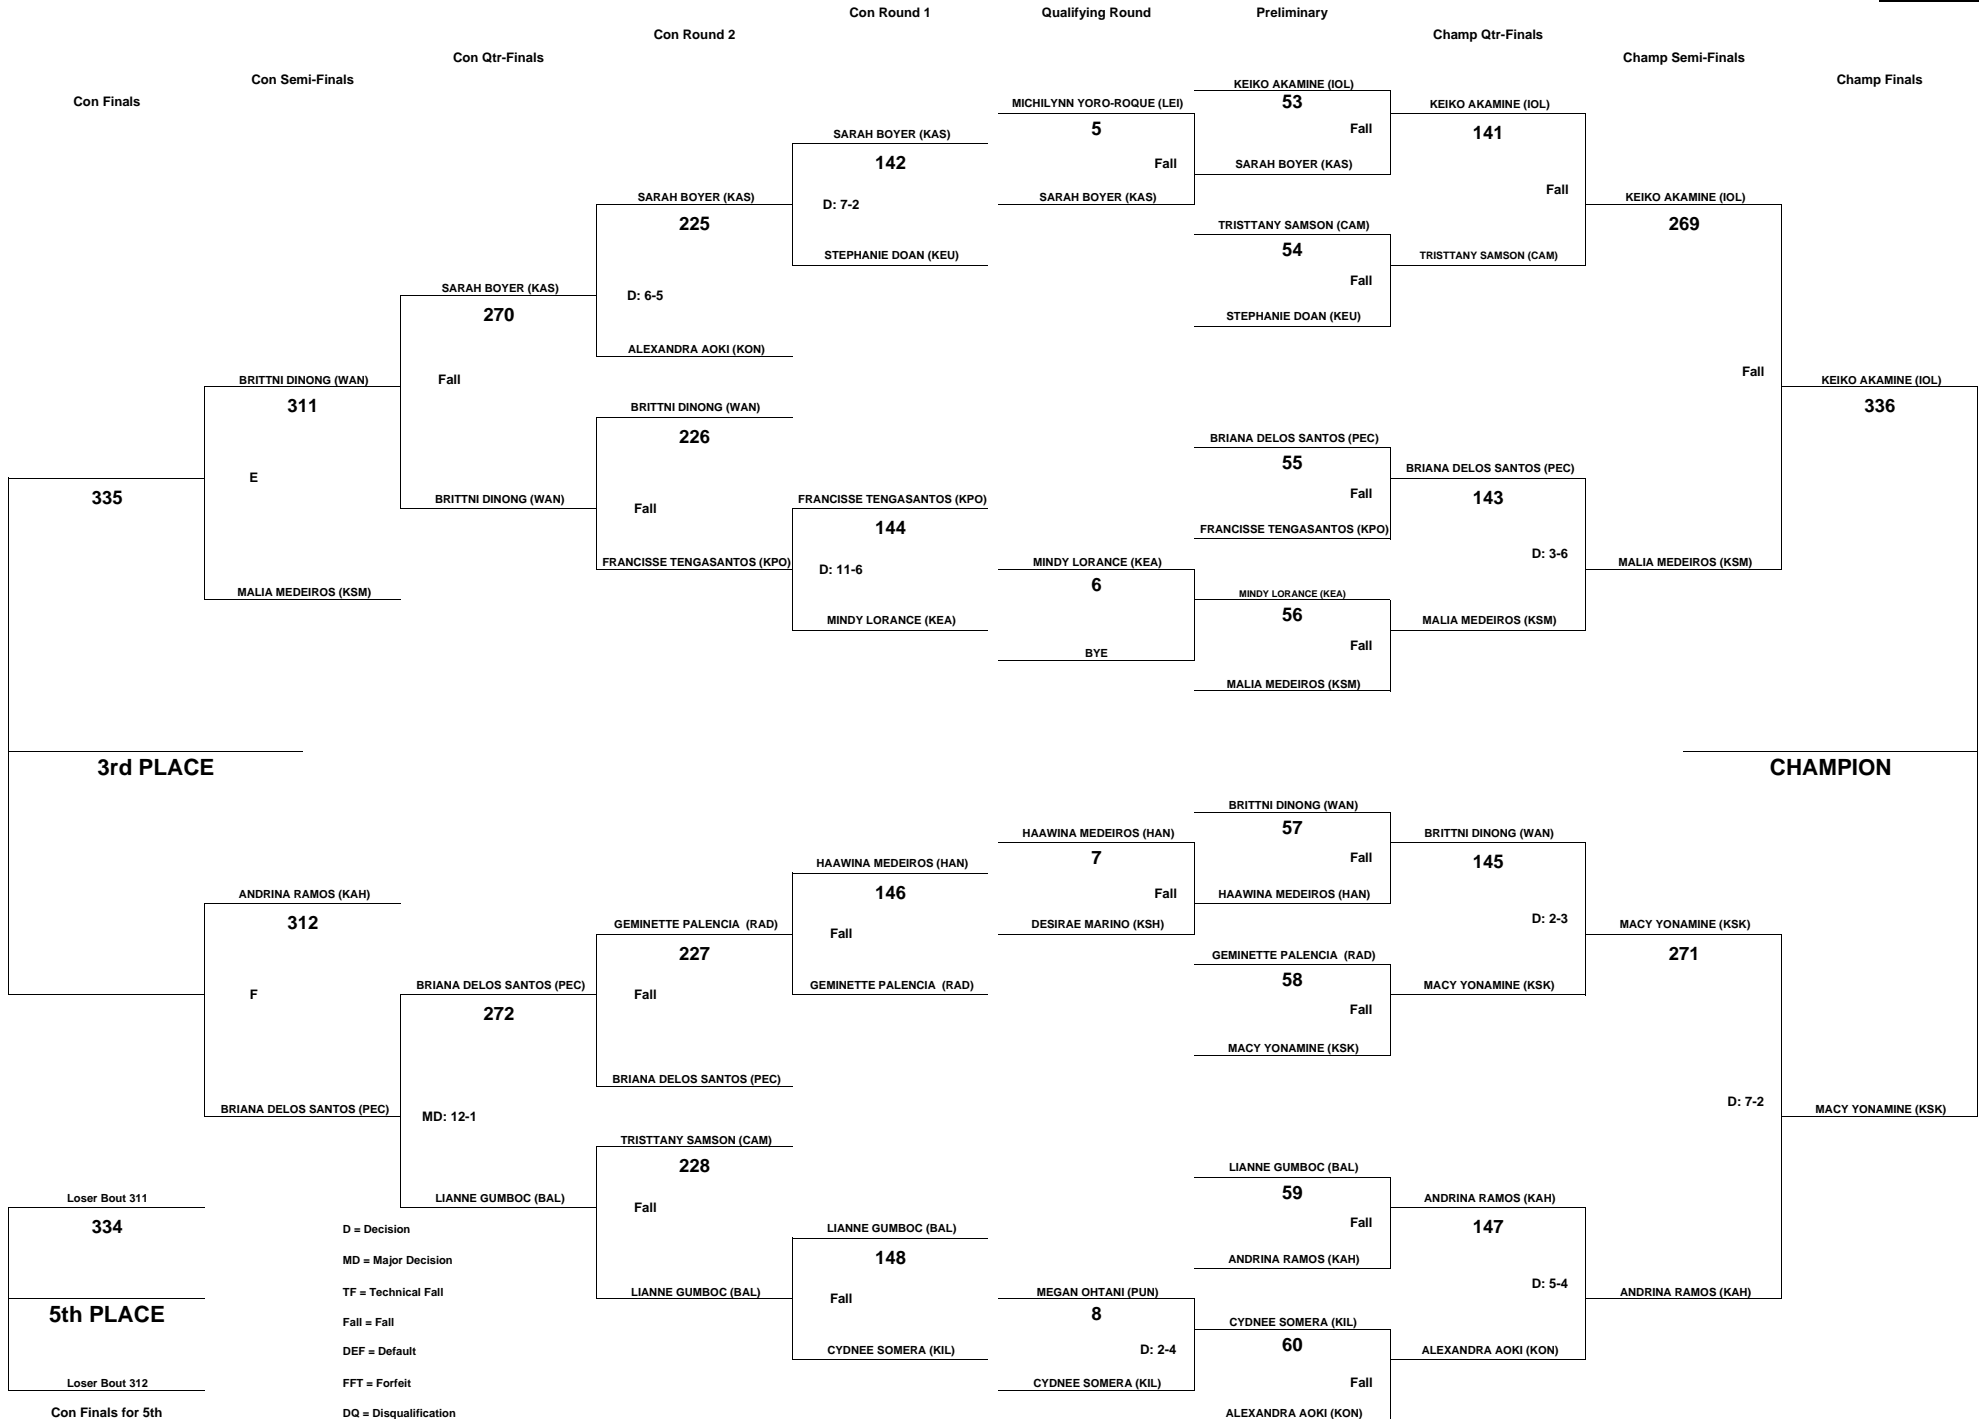 Con Round 1
Qualifying Round
Preliminary
Con Round 2
Champ Qtr-Finals
Con Qtr-Finals
Champ Semi-Finals
Con Semi-Finals
Champ Finals
Con Finals
KEIKO AKAMINE (IOL)
53
Fall
SARAH BOYER (KAS)
MICHILYNN YORO-ROQUE (LEI)
5
Fall
SARAH BOYER (KAS)
KEIKO AKAMINE (IOL)
141
Fall
TRISTTANY SAMSON (CAM)
SARAH BOYER (KAS)
142
D: 7-2
STEPHANIE DOAN (KEU)
SARAH BOYER (KAS)
225
D: 6-5
ALEXANDRA AOKI (KON)
TRISTTANY SAMSON (CAM)
54
Fall
STEPHANIE DOAN (KEU)
KEIKO AKAMINE (IOL)
269
Fall
MALIA MEDEIROS (KSM)
SARAH BOYER (KAS)
270
Fall
BRITTNI DINONG (WAN)
BRITTNI DINONG (WAN)
311
E
MALIA MEDEIROS (KSM)
KEIKO AKAMINE (IOL)
336
BRITTNI DINONG (WAN)
226
Fall
FRANCISSE TENGASANTOS (KPO)
BRIANA DELOS SANTOS (PEC)
55
Fall
FRANCISSE TENGASANTOS (KPO)
BRIANA DELOS SANTOS (PEC)
143
D: 3-6
MALIA MEDEIROS (KSM)
335
FRANCISSE TENGASANTOS (KPO)
144
D: 11-6
MINDY LORANCE (KEA)
MINDY LORANCE (KEA)
6
BYE
MINDY LORANCE (KEA)
56
Fall
MALIA MEDEIROS (KSM)
3rd PLACE
CHAMPION
BRITTNI DINONG (WAN)
57
Fall
HAAWINA MEDEIROS (HAN)
HAAWINA MEDEIROS (HAN)
7
Fall
DESIRAE MARINO (KSH)
BRITTNI DINONG (WAN)
145
D: 2-3
MACY YONAMINE (KSK)
HAAWINA MEDEIROS (HAN)
146
Fall
GEMINETTE PALENCIA  (RAD)
ANDRINA RAMOS (KAH)
312
F
BRIANA DELOS SANTOS (PEC)
GEMINETTE PALENCIA  (RAD)
227
Fall
BRIANA DELOS SANTOS (PEC)
MACY YONAMINE (KSK)
271
D: 7-2
ANDRINA RAMOS (KAH)
GEMINETTE PALENCIA  (RAD)
58
Fall
MACY YONAMINE (KSK)
BRIANA DELOS SANTOS (PEC)
272
MD: 12-1
LIANNE GUMBOC (BAL)
MACY YONAMINE (KSK)
TRISTTANY SAMSON (CAM)
228
Fall
LIANNE GUMBOC (BAL)
LIANNE GUMBOC (BAL)
59
Fall
ANDRINA RAMOS (KAH)
ANDRINA RAMOS (KAH)
147
D: 5-4
ALEXANDRA AOKI (KON)
LIANNE GUMBOC (BAL)
148
Fall
CYDNEE SOMERA (KIL)
MEGAN OHTANI (PUN)
8
D: 2-4
CYDNEE SOMERA (KIL)
CYDNEE SOMERA (KIL)
60
Fall
ALEXANDRA AOKI (KON)
Loser Bout 311
334
5th PLACE
Loser Bout 312
Con Finals for 5th
D = Decision
MD = Major Decision
TF = Technical Fall
Fall = Fall
DEF = Default
FFT = Forfeit
DQ = Disqualification